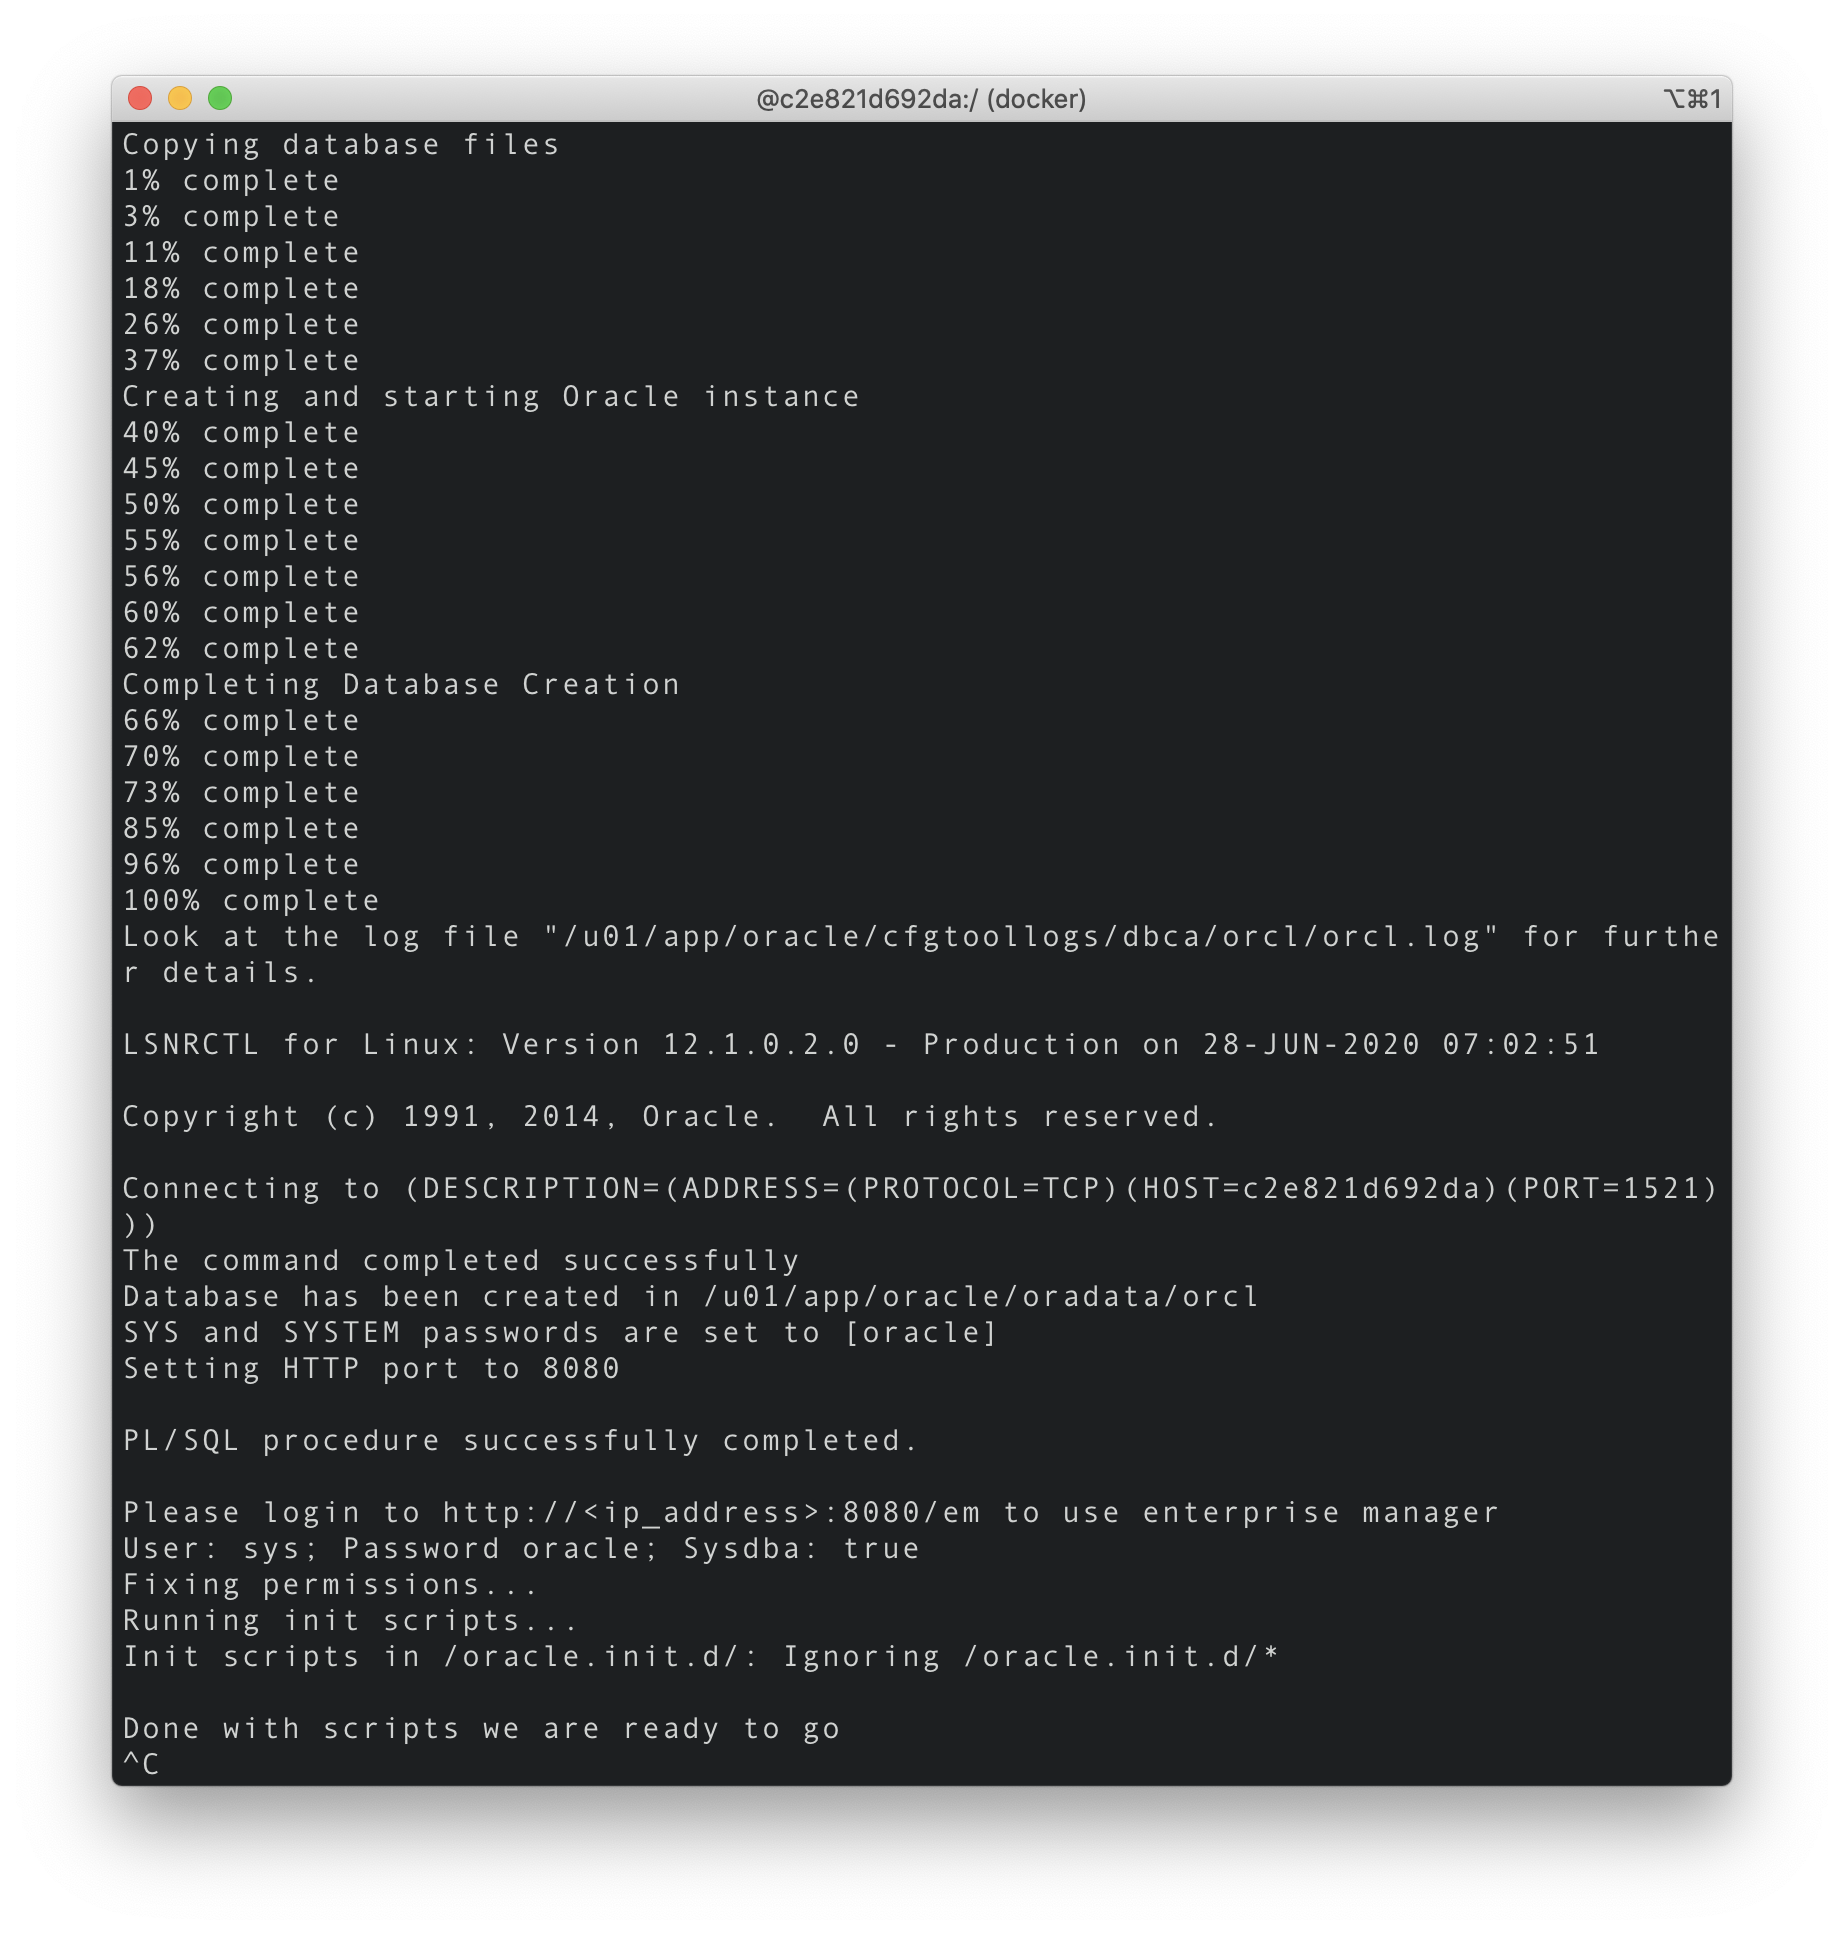 @c2e821d692da:/ (docker)
⌥⌘1
Copying database files
1% complete
3% complete
11% complete
18% complete
26% complete
37% complete
Creating and starting Oracle instance
40% complete
45% complete
50% complete
55% complete
56% complete
60% complete
62% complete
Completing Database Creation
66% complete
70% complete
73% complete
85% complete
96% complete
100% complete
Look at the log file "/u01/app/oracle/cfgtoollogs/dbca/orcl/orcl.log" for furthe
r details.
LSNRCTL for Linux: Version 12.1.0.2.0 - Production on 28-JUN-2020 07:02:51
Copyright (c) 1991, 2014, Oracle.  All rights reserved.
Connecting to (DESCRIPTION=(ADDRESS=(PROTOCOL=TCP)(HOST=c2e821d692da)(PORT=1521)
))
The command completed successfully
Database has been created in /u01/app/oracle/oradata/orcl
SYS and SYSTEM passwords are set to [oracle]
Setting HTTP port to 8080
PL/SQL procedure successfully completed.
Please login to http://<ip_address>:8080/em to use enterprise manager
User: sys; Password oracle; Sysdba: true
Fixing permissions...
Running init scripts...
Init scripts in /oracle.init.d/: Ignoring /oracle.init.d/*
Done with scripts we are ready to go
^C